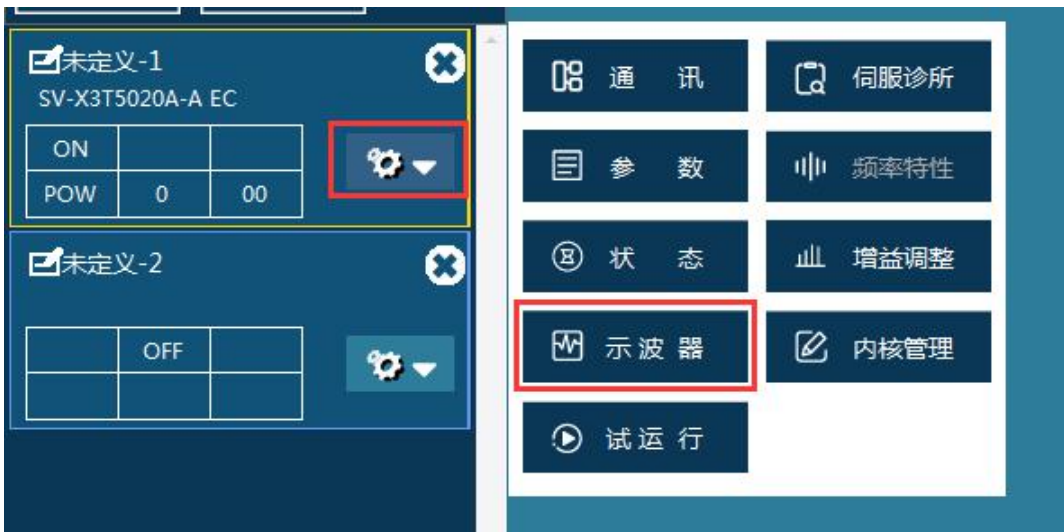 未定义-1
SV-X3T5020A-A EC
ON
POW 0 00
未定义-2
OFF
通 讯 伺服诊所
参 数 频率特性
状 态 增益调整
示 波 器 内核管理
试 运 行